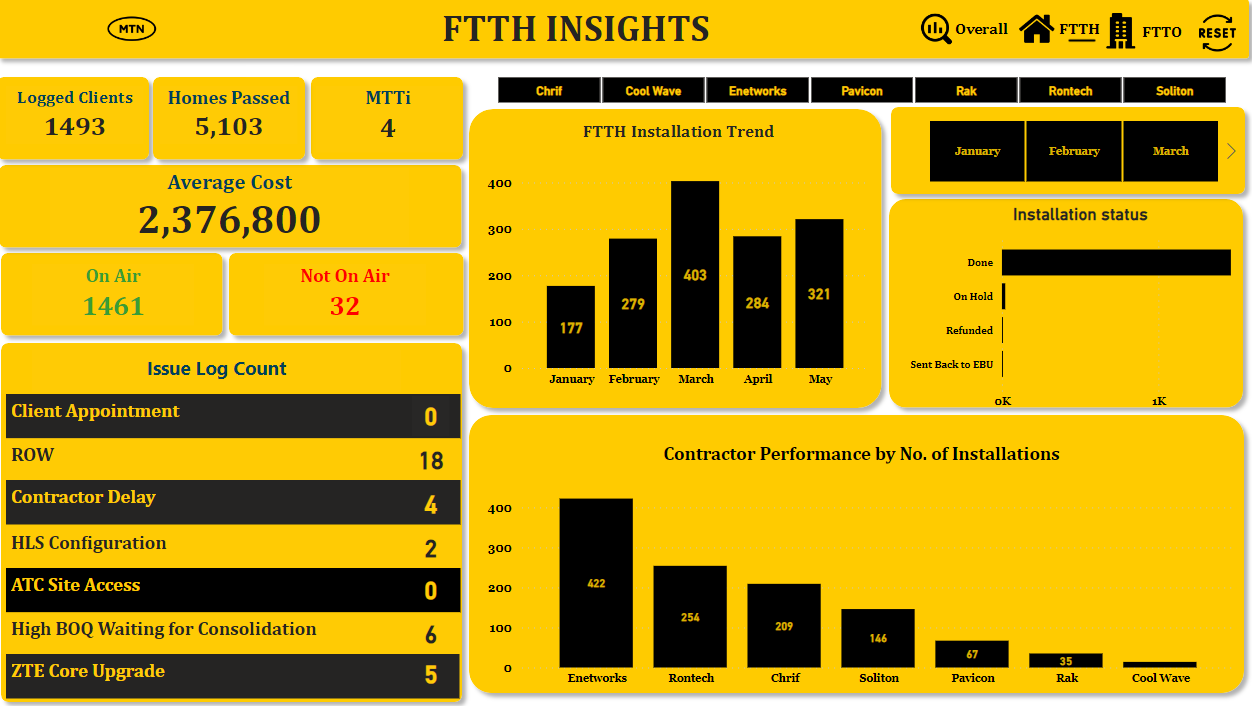 MTN
FTTH INSIGHTS
Overall
FTTH
FTTO
RESET
Logged Clients
1493
Homes Passed
5,103
MTTi
4
Average Cost
2,376,800
On Air
1461
Not On Air
32
Issue Log Count
Client Appointment 0
ROW 18
Contractor Delay 4
HLS Configuration 2
ATC Site Access 0
High BOQ Waiting for Consolidation 6
ZTE Core Upgrade 5
Chrif Cool Wave Enetworks Pavicon Rak Rontech Soliton
FTTH Installation Trend
400
300
200
100
0
177 279 403 284 321
January February March April May
January February March
Installation status
Done
On Hold
Refunded
Sent Back to EBU
0K 1K
Contractor Performance by No. of Installations
400
300
200
100
0
422 254 209 146 67 35
Enetworks Rontech Chrif Soliton Pavicon Rak Cool Wave